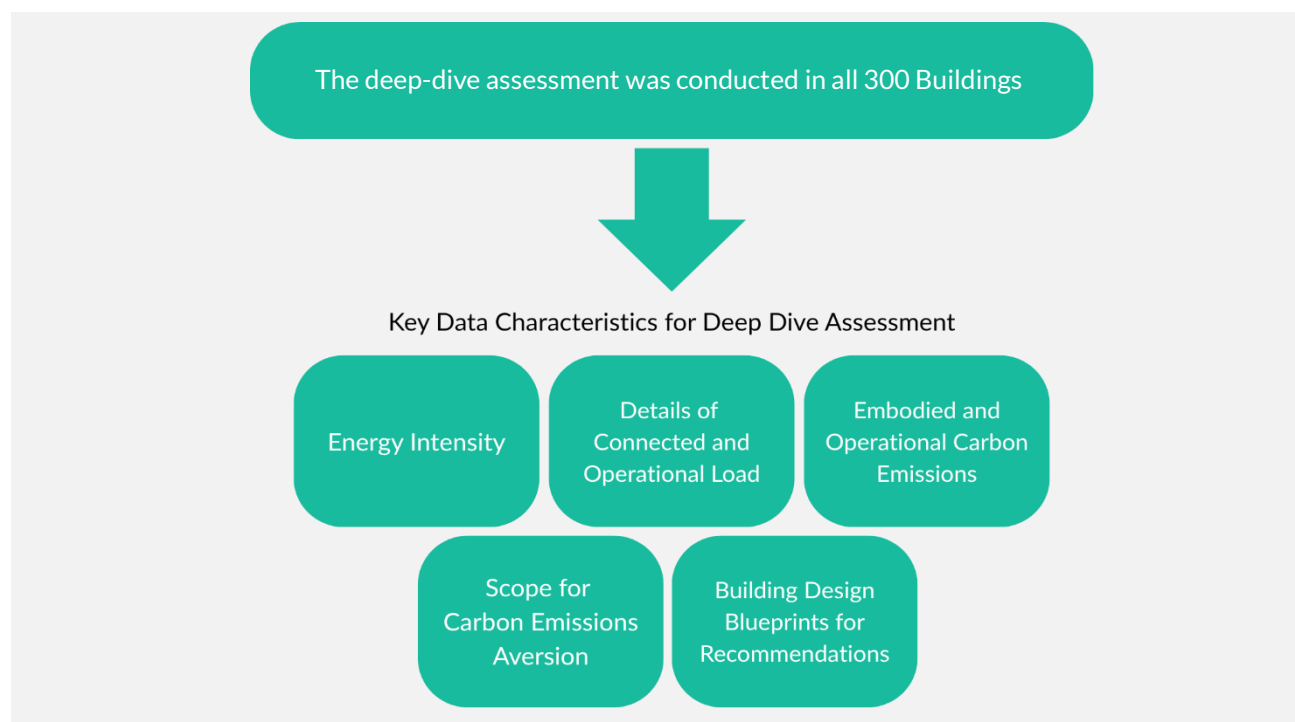 The deep-dive assessment was conducted in all 300 Buildings
Key Data Characteristics for Deep Dive Assessment
Energy Intensity
Details of
Connected and
Operational Load
Embodied and
Operational Carbon
Emissions
Scope for
Carbon Emissions
Aversion
Building Design
Blueprints for
Recommendations